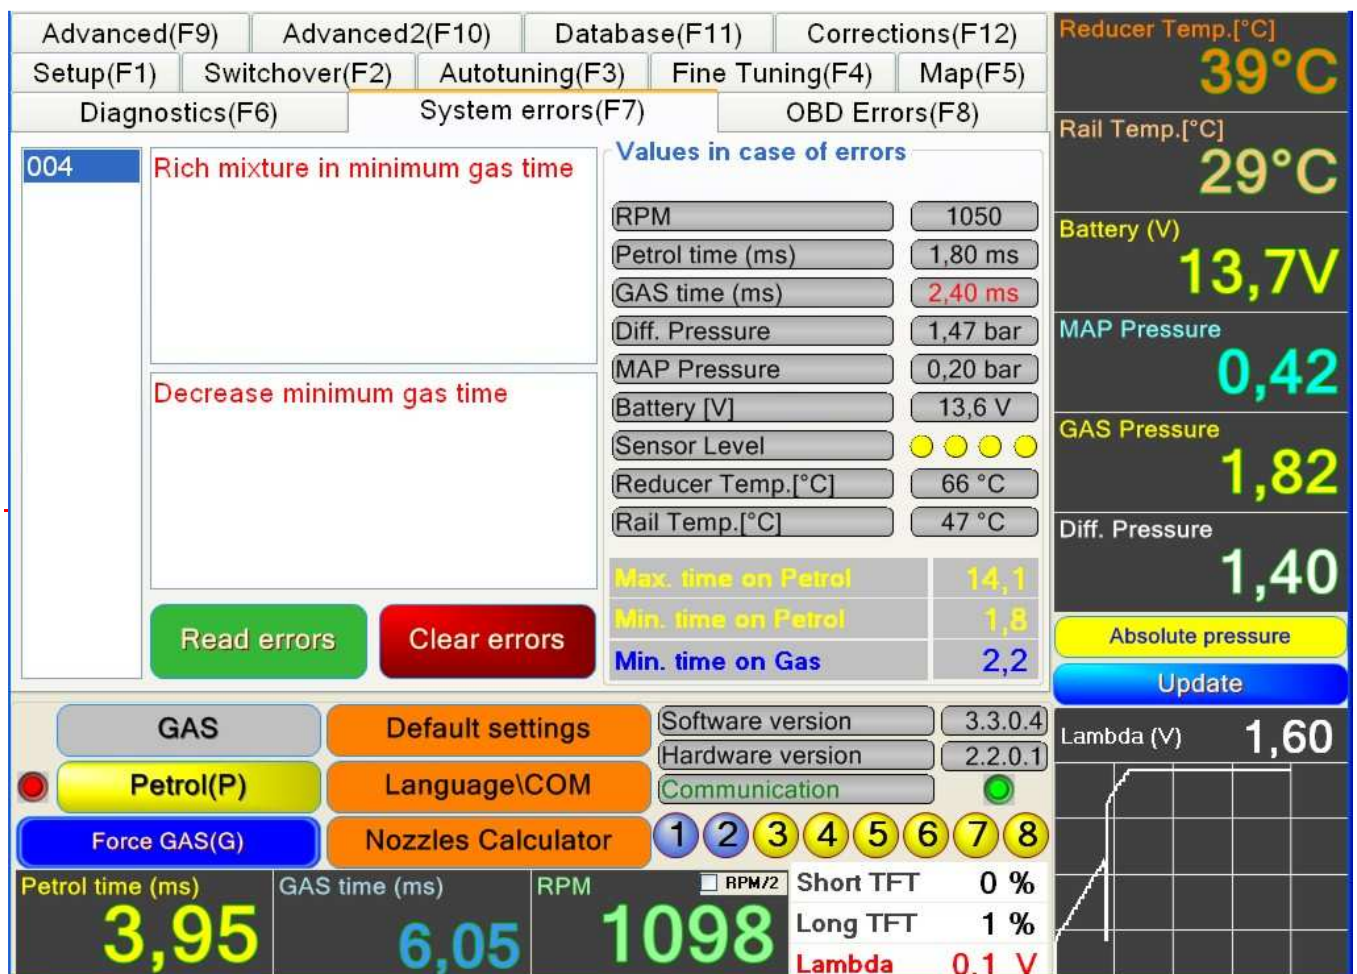 Advanced(F9) Advanced2(F10) Database(F11) Corrections(F12)
Setup(F1) Switchover(F2) Autotuning(F3) Fine Tuning(F4) Map(F5)
Diagnostics(F6) System errors(F7) OBD Errors(F8)
004
Rich mixture in minimum gas time
Decrease minimum gas time
Read errors Clear errors
Values in case of errors
RPM 1050
Petrol time (ms) 1,80 ms
GAS time (ms) 2,40 ms
Diff. Pressure 1,47 bar
MAP Pressure 0,20 bar
Battery [V] 13,6 V
Sensor Level
Reducer Temp.[°C] 66 °C
Rail Temp.[°C] 47 °C
Max. time on Petrol 14,1
Min. time on Petrol 1,8
Min. time on Gas 2,2
Reducer Temp.[°C]
39°C
Rail Temp.[°C]
29°C
Battery (V)
13,7V
MAP Pressure
0,42
GAS Pressure
1,82
Diff. Pressure
1,40
Absolute pressure
Update
Lambda (V) 1,60
GAS Default settings
Petrol(P) Language\COM
Force GAS(G) Nozzles Calculator
Software version 3.3.0.4
Hardware version 2.2.0.1
Communication
1 2 3 4 5 6 7 8
Petrol time (ms)
3,95
GAS time (ms)
6,05
RPM RPM/2
1098
Short TFT 0 %
Long TFT 1 %
Lambda 0.1 V